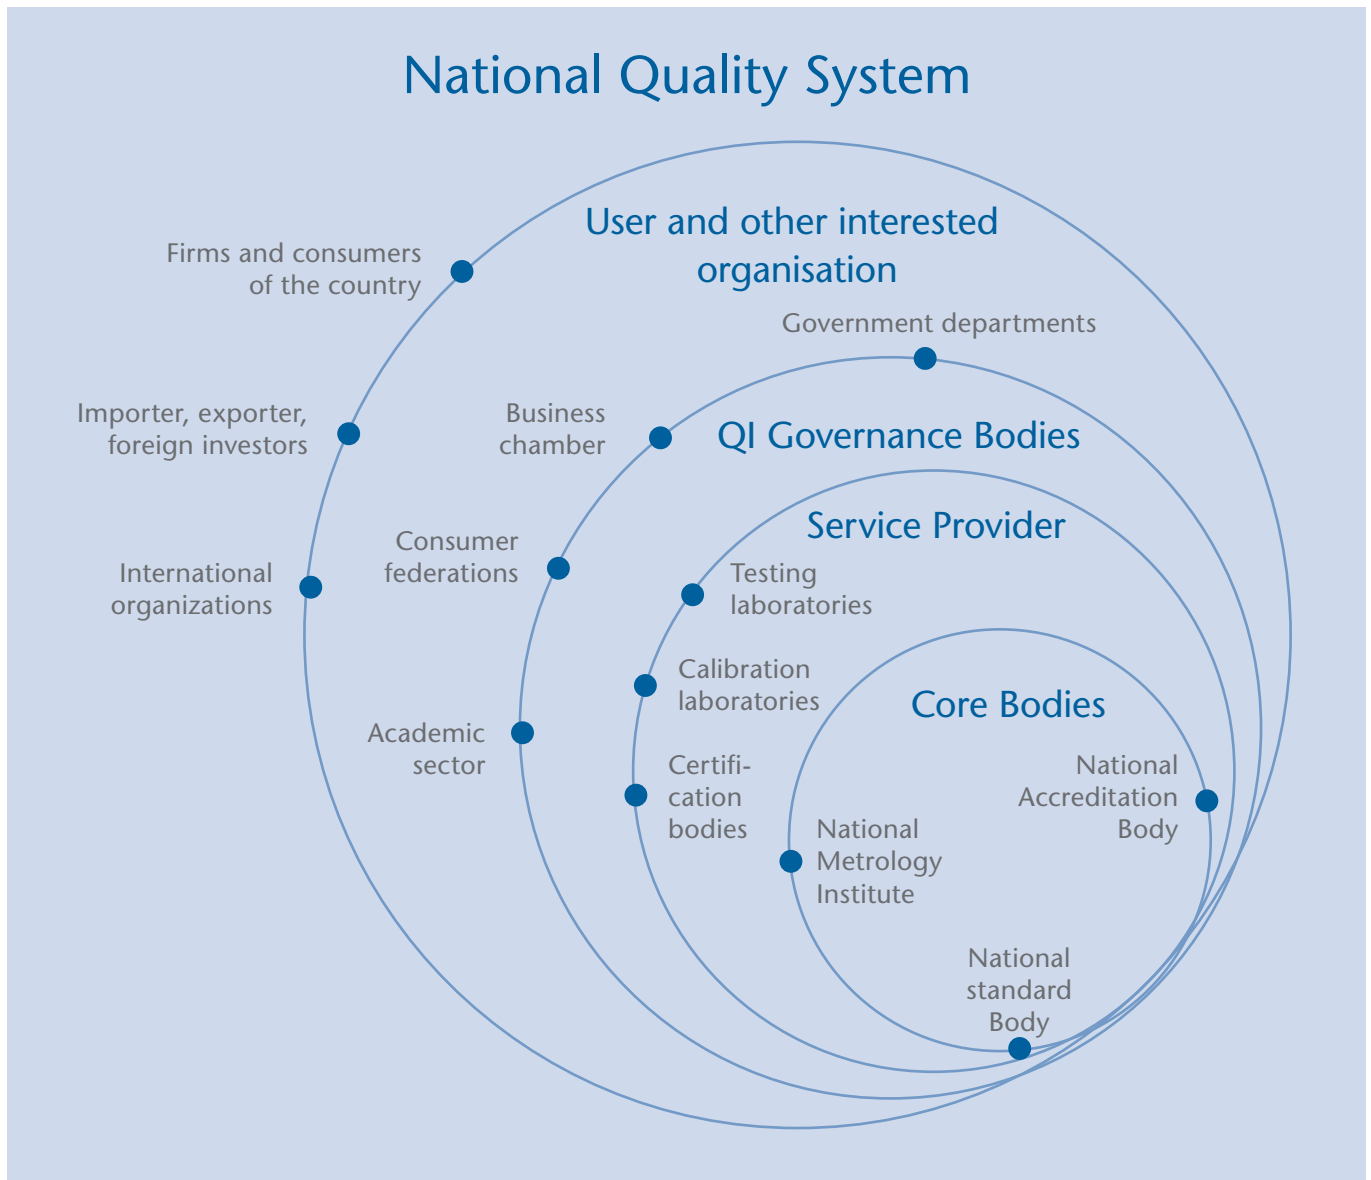 National Quality System
User and other interested
organisation
Firms and consumers
of the country
Government departments
Importer, exporter,
foreign investors
Business
chamber
QI Governance Bodies
Service Provider
Consumer
federations
International
organizations
Testing
laboratories
Calibration
laboratories
Core Bodies
Academic
sector
Certifi-
cation
bodies
National
Accreditation
Body
National
Metrology
Institute
National
standard
Body